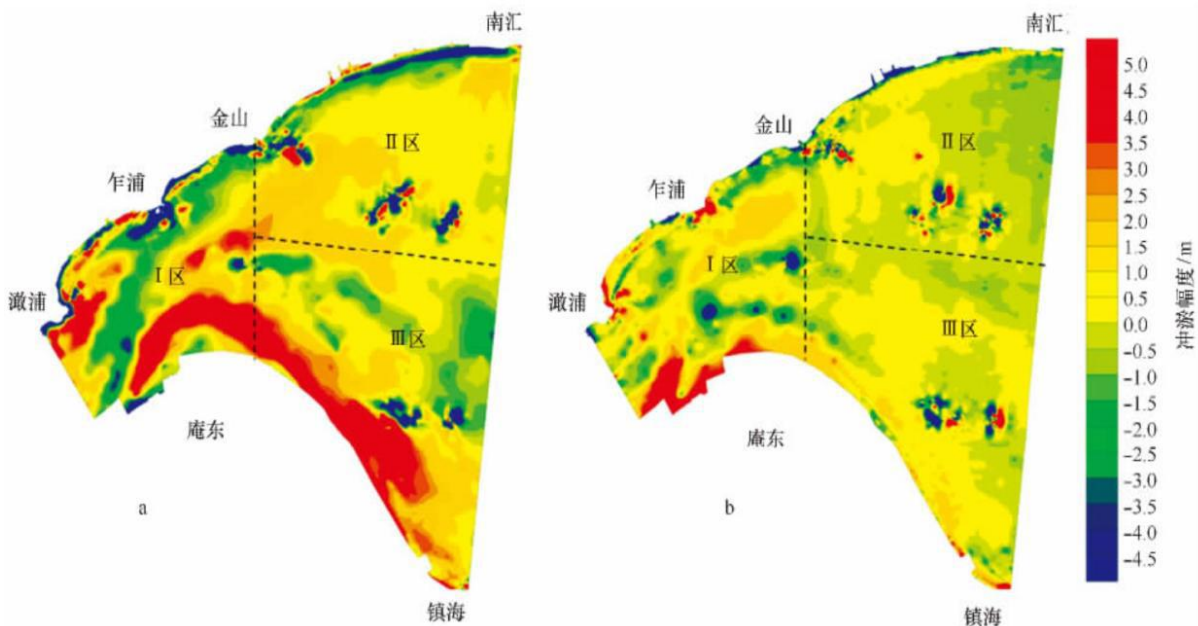 南汇
金山
Ⅱ区
乍浦
Ⅰ区
澉浦
Ⅲ区
庵东
a
镇海
南汇
金山
Ⅱ区
乍浦
Ⅰ区
澉浦
Ⅲ区
庵东
b
镇海
5.0
4.5
3.5
3.0
2.5
2.0
1.5
1.0
0.5
0.0
-0.5
-1.0
-1.5
-2.0
-2.5
-3.0
-3.5
-4.0
-4.5
冲淤幅度/m